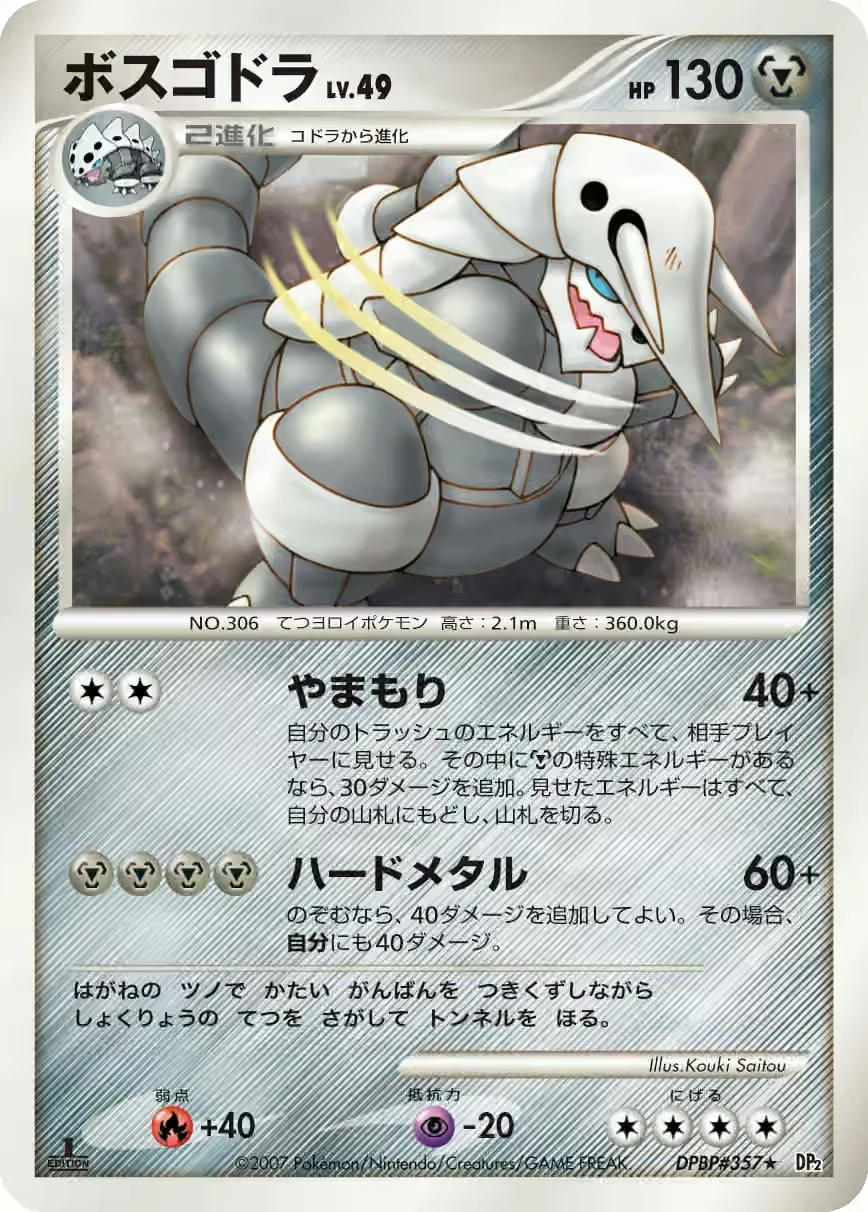 ボスゴドラ LV.49 HP 130
2進化 コドラから進化
NO.306 てつヨロイポケモン 高さ:2.1m 重さ:360.0kg
やまもり 40+
自分のトラッシュのエネルギーをすべて、相手プレイ
ヤーに見せる。その中にの特殊エネルギーがある
なら、30ダメージを追加。見せたエネルギーはすべて、
自分の山札にもどし、山札を切る。
ハードメタル 60+
のぞむなら、40ダメージを追加してよい。その場合、
自分にも40ダメージ。
はがねの ツノで かたい がんばんを つきくずしながら
しょくりょうの てつを さがして トンネルを ほる。
Illus.Kouki Saitou
弱点 抵抗力 にげる
+40 -20
1 EDITION ©2007 Pokémon/Nintendo/Creatures/GAME FREAK. DPBP#357★ DP2